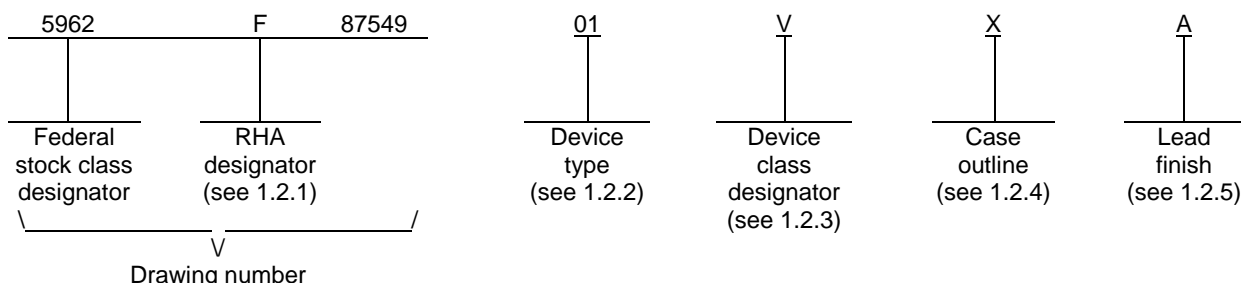 5962 F 87549 01 V X A
Federal stock class designator
RHA designator (see 1.2.1)
Device type (see 1.2.2)
Device class designator (see 1.2.3)
Case outline (see 1.2.4)
Lead finish (see 1.2.5)
\ /
\/
Drawing number